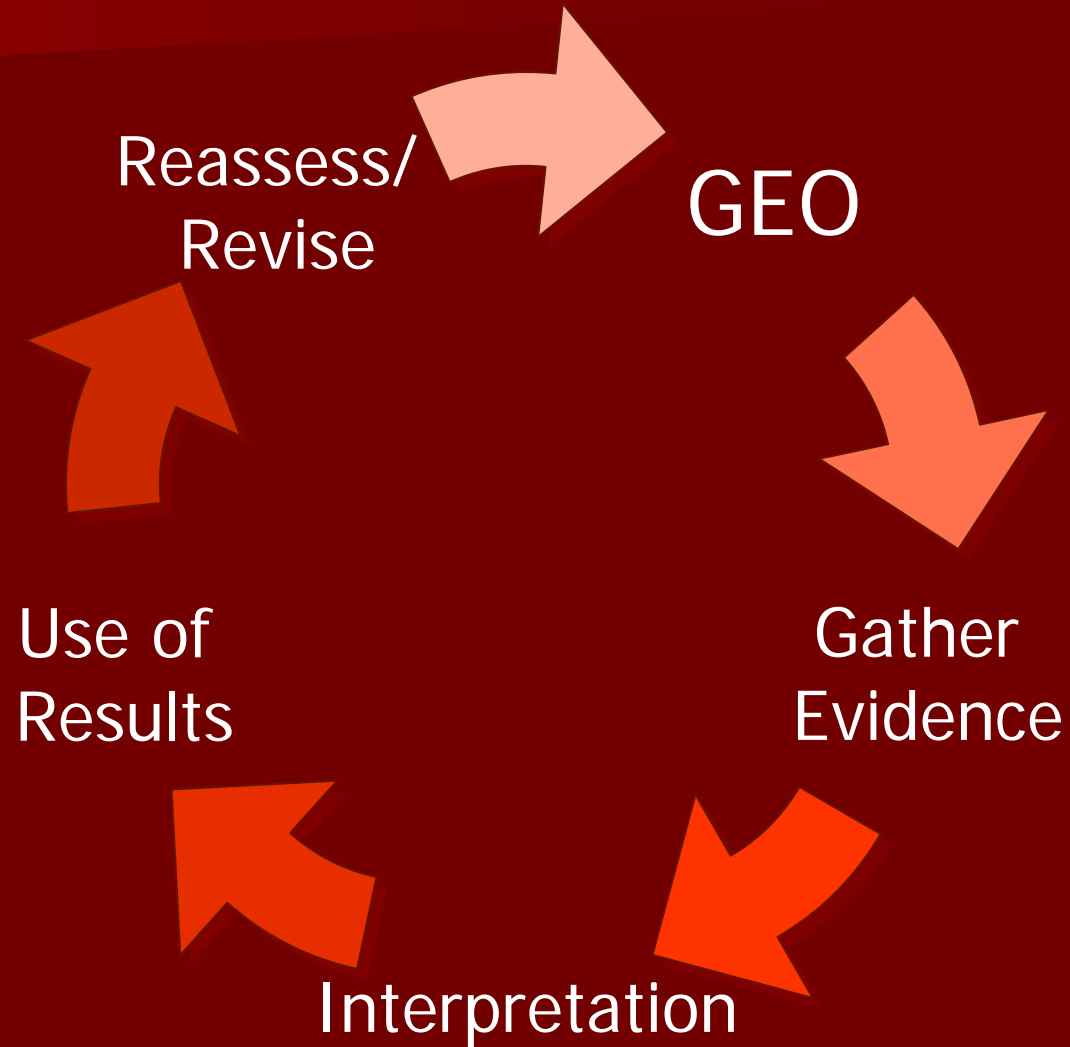 Reassess/
Revise
GEO
Gather
Evidence
Interpretation
Use of
Results